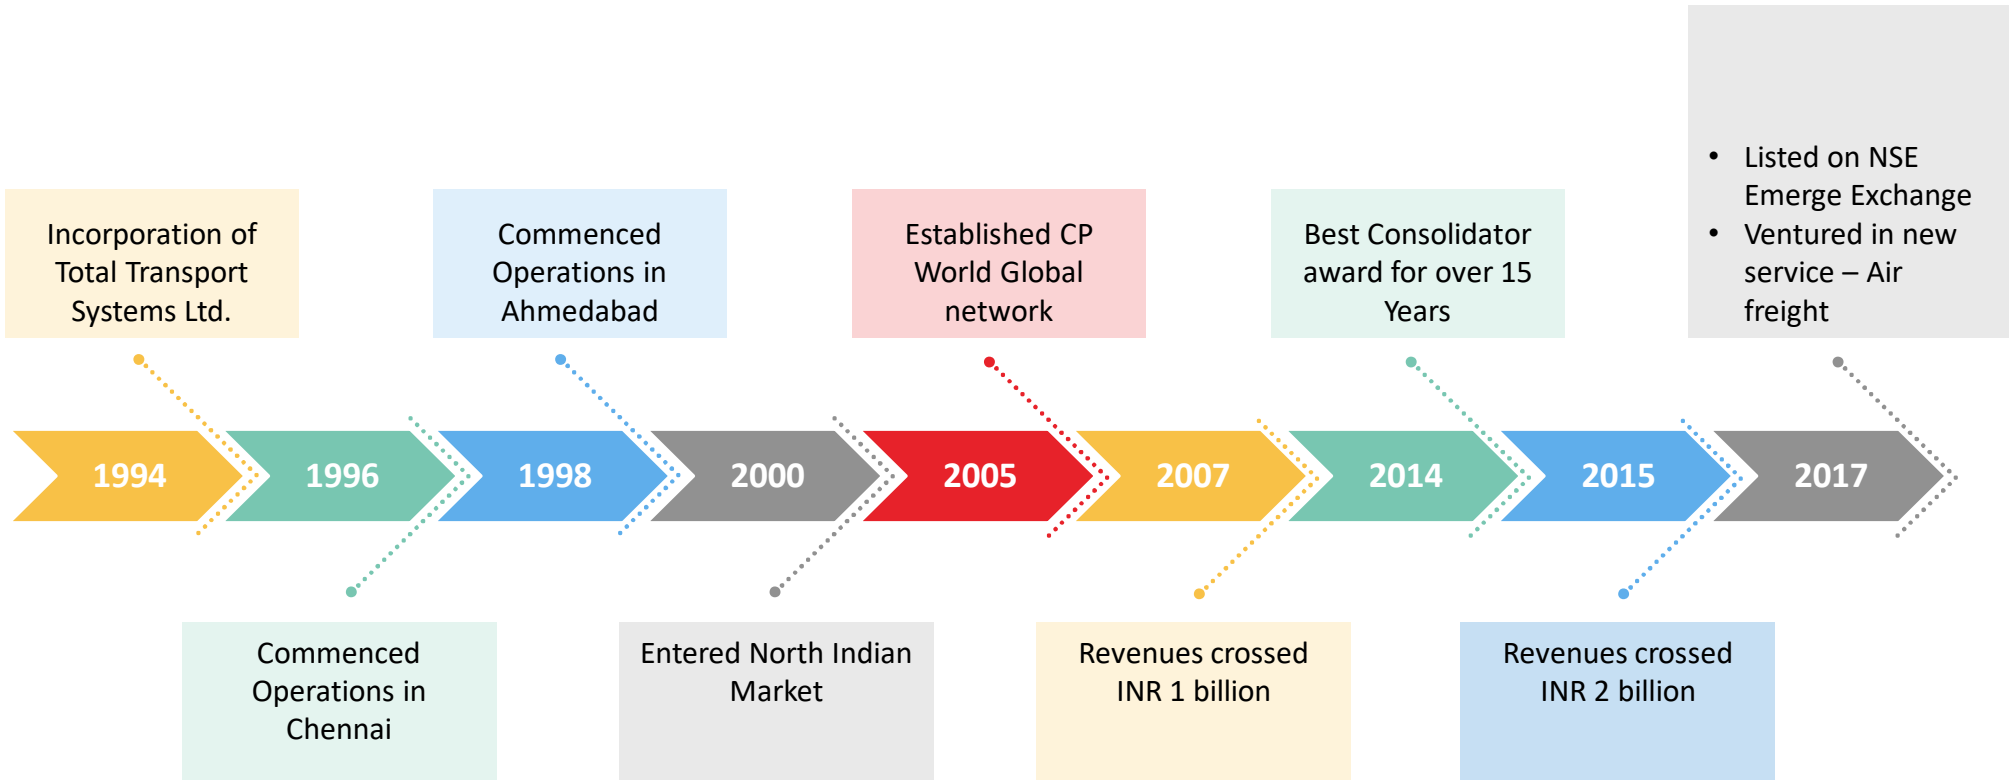 • Listed on NSE
Emerge Exchange
• Ventured in new
service – Air
freight
Incorporation of
Total Transport
Systems Ltd.
Commenced
Operations in
Ahmedabad
Established CP
World Global
network
Best Consolidator
award for over 15
Years
1994
1996
1998
2000
2005
2007
2014
2015
2017
Commenced
Operations in
Chennai
Entered North Indian
Market
Revenues crossed
INR 1 billion
Revenues crossed
INR 2 billion